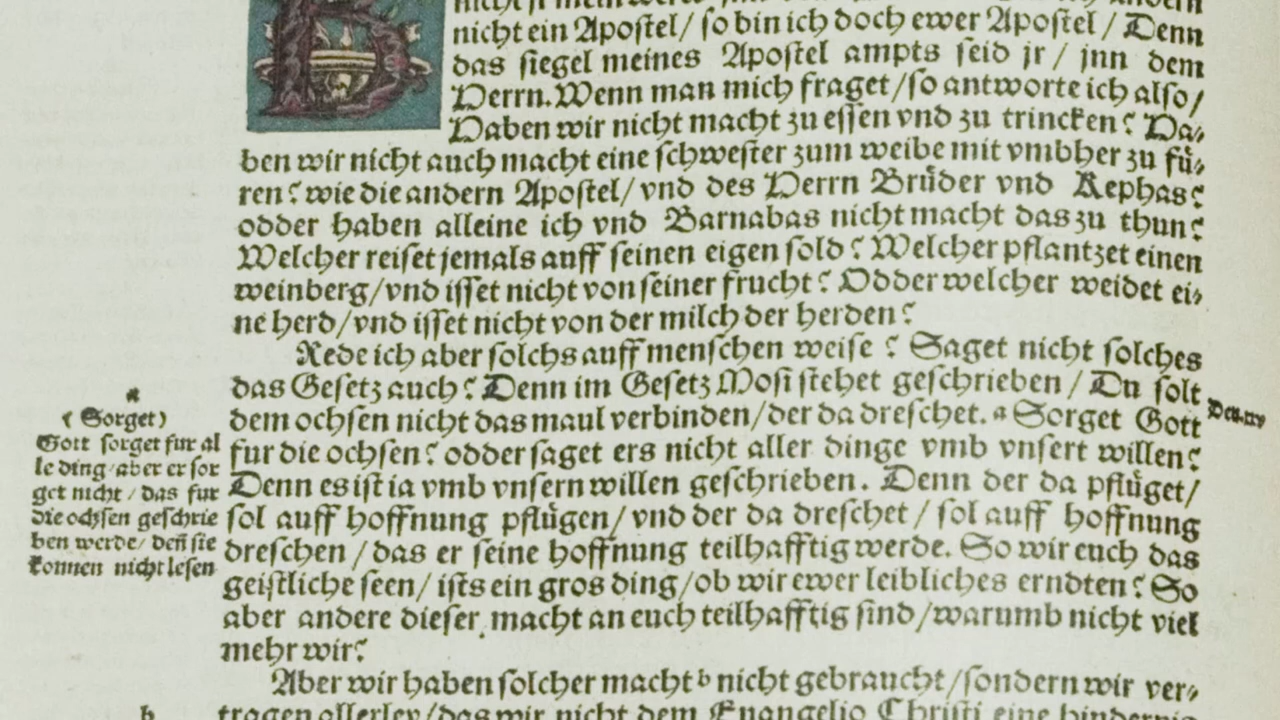 nicht ein Apostel/ so bin ich doch ewer Apostel/ Denn
das siegel meines Apostel ampts seid jr/ jnn dem
Herrn. Wenn man mich fraget/ so antworte ich also/
Haben wir nicht macht zu essen vnd zu trincken? Ha-
ben wir nicht auch macht eine schwester zum weibe mit vmbher zu fü-
ren? wie die andern Apostel/ vnd des Herrn Brüder vnd Kephas?
odder haben alleine ich vnd Barnabas nicht macht das zu thun?
Welcher reiset jemals auff seinen eigen sold? Welcher pflantzet einen
weinberg/ vnd isset nicht von seiner frucht? Odder welcher weidet ei-
ne herd/ vnd isset nicht von der milch der herden?
Rede ich aber solchs auff menschen weise? Saget nicht solches
das Gesetz auch? Denn im Gesetz Mosi stehet geschrieben/ Du solt
dem ochsen nicht das maul verbinden/ der da dreschet. a Sorget Gott
fur die ochsen? odder saget ers nicht aller dinge vmb vnsert willen?
Denn es ist ia vmb vnsern willen geschrieben. Denn der da pflüget/
sol auff hoffnung pflügen/ vnd der da dreschet/ sol auff hoffnung
dreschen/ das er seine hoffnung teilhafftig werde. So wir euch das
geistliche seen/ ists ein gros ding/ ob wir ewer leibliches erndten? So
aber andere dieser macht an euch teilhafftig sind/ warumb nicht viel
mehr wir?
Aber wir haben solcher macht b nicht gebraucht/ sondern wir ver-
tragen allerley/ das wir nicht dem Euangelio Christi eine hindernis
a
(Sorget)
Gott sorget fur al
le ding/ aber er sor
get nicht/ das fur
die ochsen geschrie
ben werde/ deñ sie
konnen nicht lesen
b